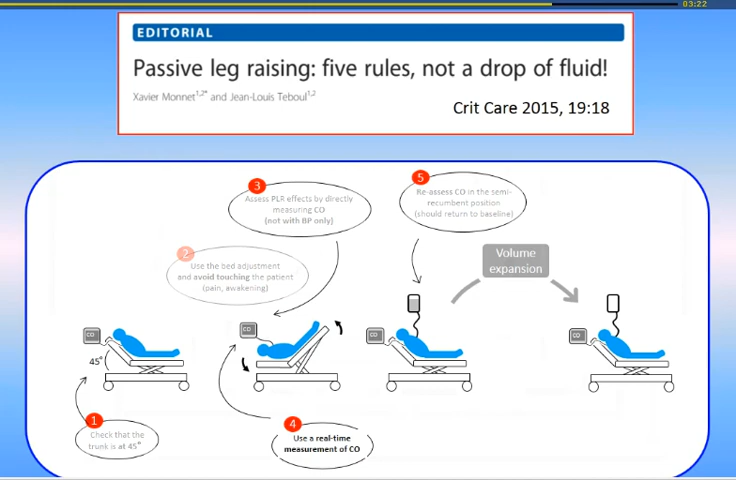 03:22
EDITORIAL
Passive leg raising: five rules, not a drop of fluid!
Xavier Monnet1,2* and Jean-Louis Teboul1,2
Crit Care 2015, 19:18
3
Assess PLR effects by directly
measuring CO
(not with BP only)
5
Re-assess CO in the semi-
recumbent position
(should return to baseline)
2
Use the bed adjustment
and avoid touching the patient
(pain, awakening)
Volume
expansion
CO
CO
CO
CO
45°
1
Check that the
trunk is at 45°
4
Use a real-time
measurement of CO